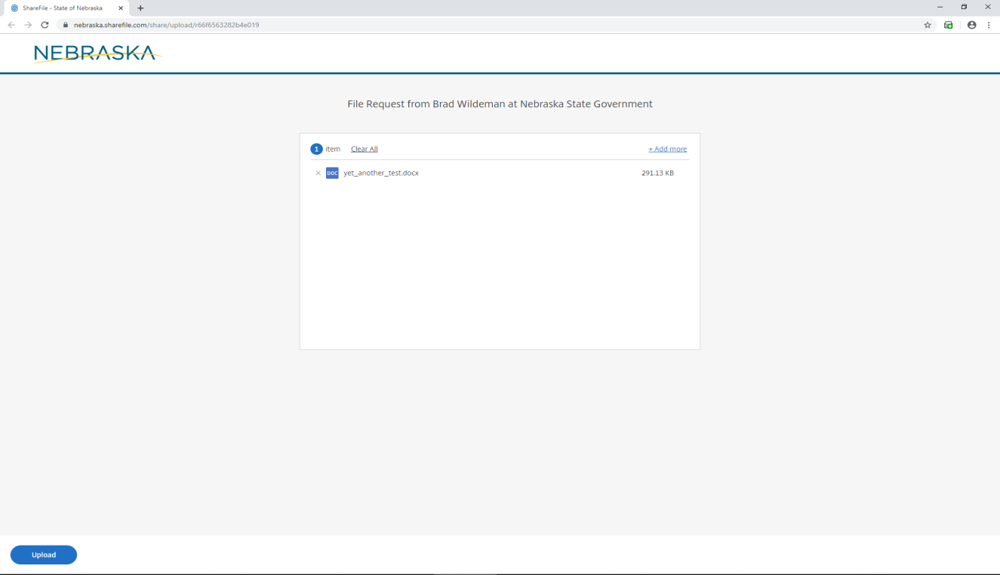 ShareFile - State of Nebraska
nebraska.sharefile.com/share/upload/r66f6563282b4e019
NEBRASKA
File Request from Brad Wildeman at Nebraska State Government
1 item Clear All + Add more
DOC yet_another_test.docx 291.13 KB
Upload